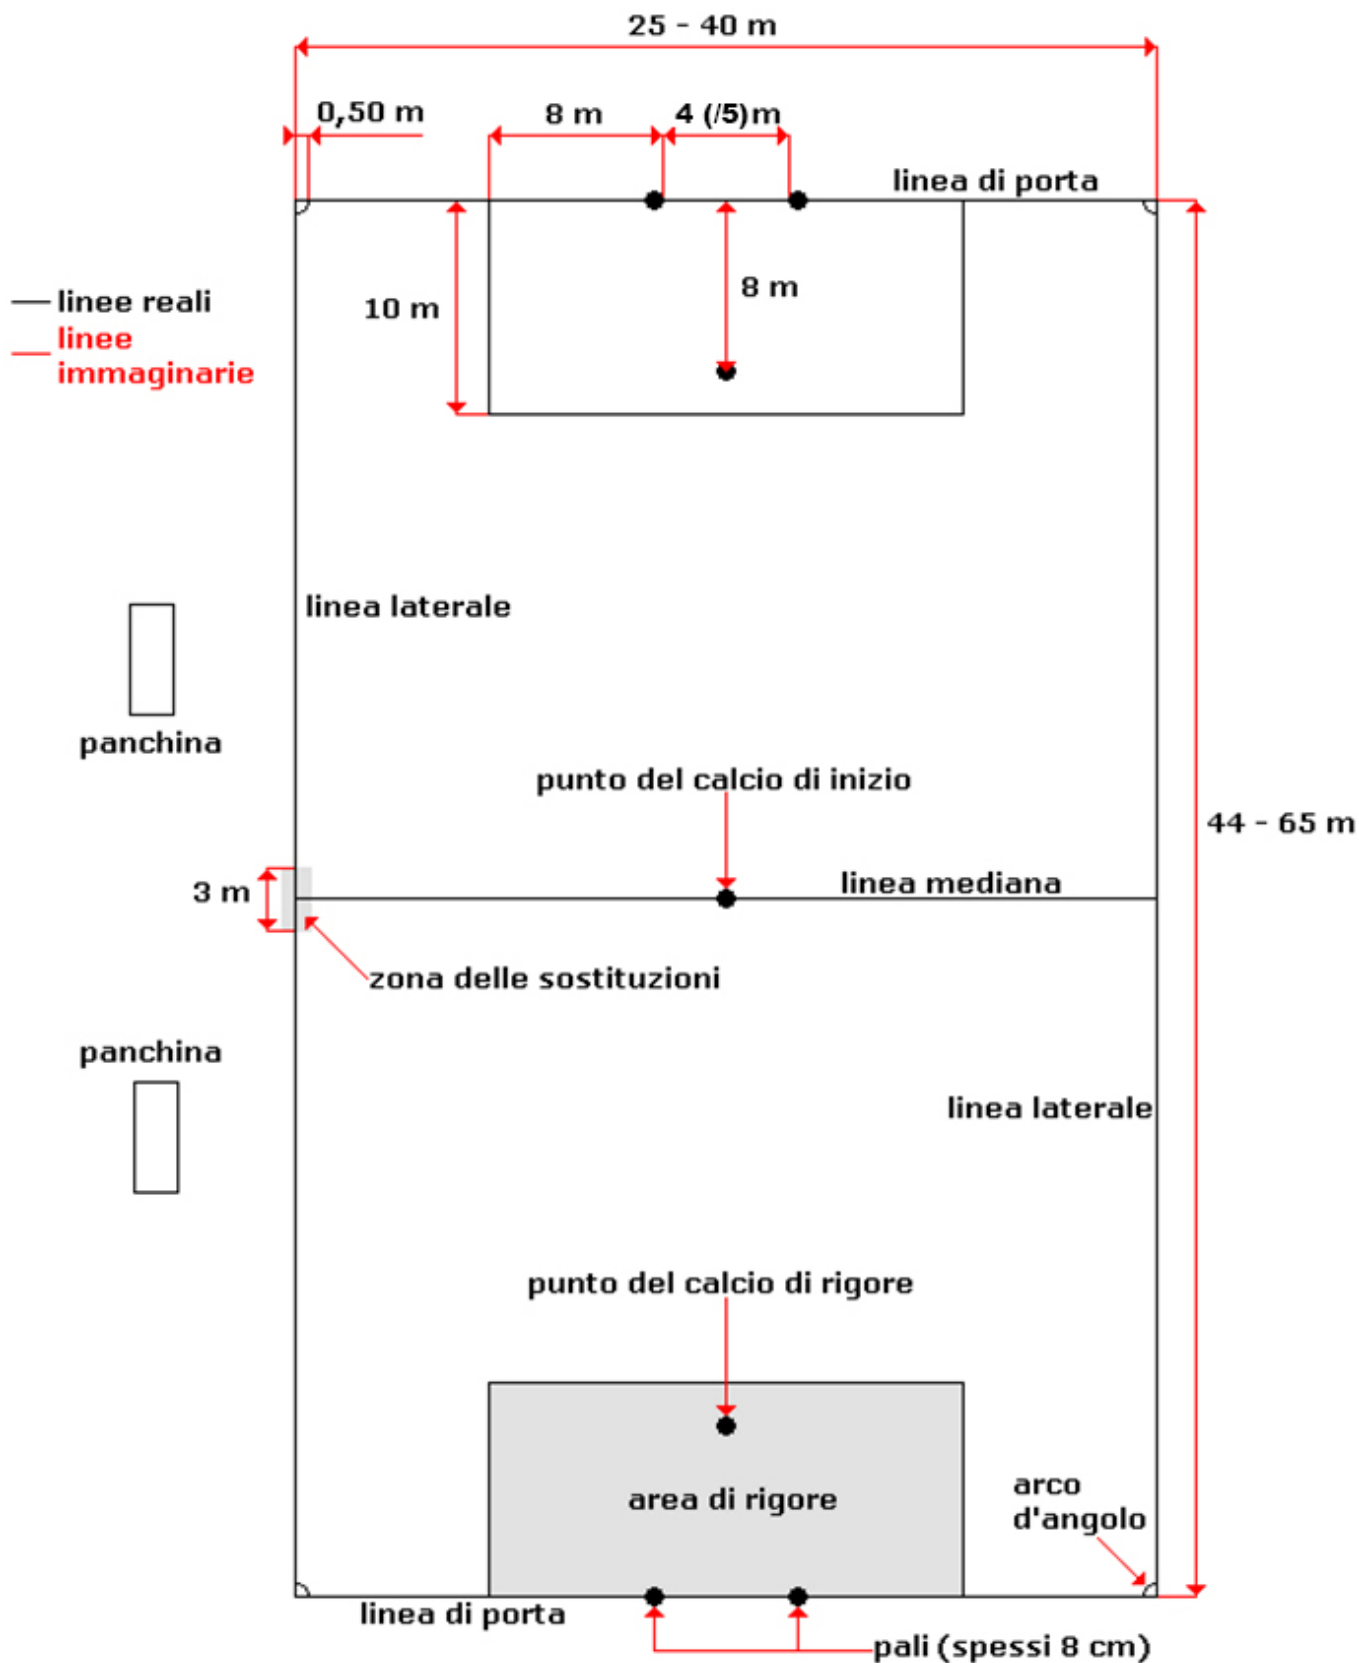 25 - 40 m
0,50 m
8 m
4 (/5)m
linea di porta
linee reali
linee
immaginarie
10 m
8 m
linea laterale
panchina
punto del calcio di inizio
44 - 65 m
3 m
linea mediana
zona delle sostituzioni
panchina
linea laterale
punto del calcio di rigore
area di rigore
arco
d'angolo
linea di porta
pali (spessi 8 cm)